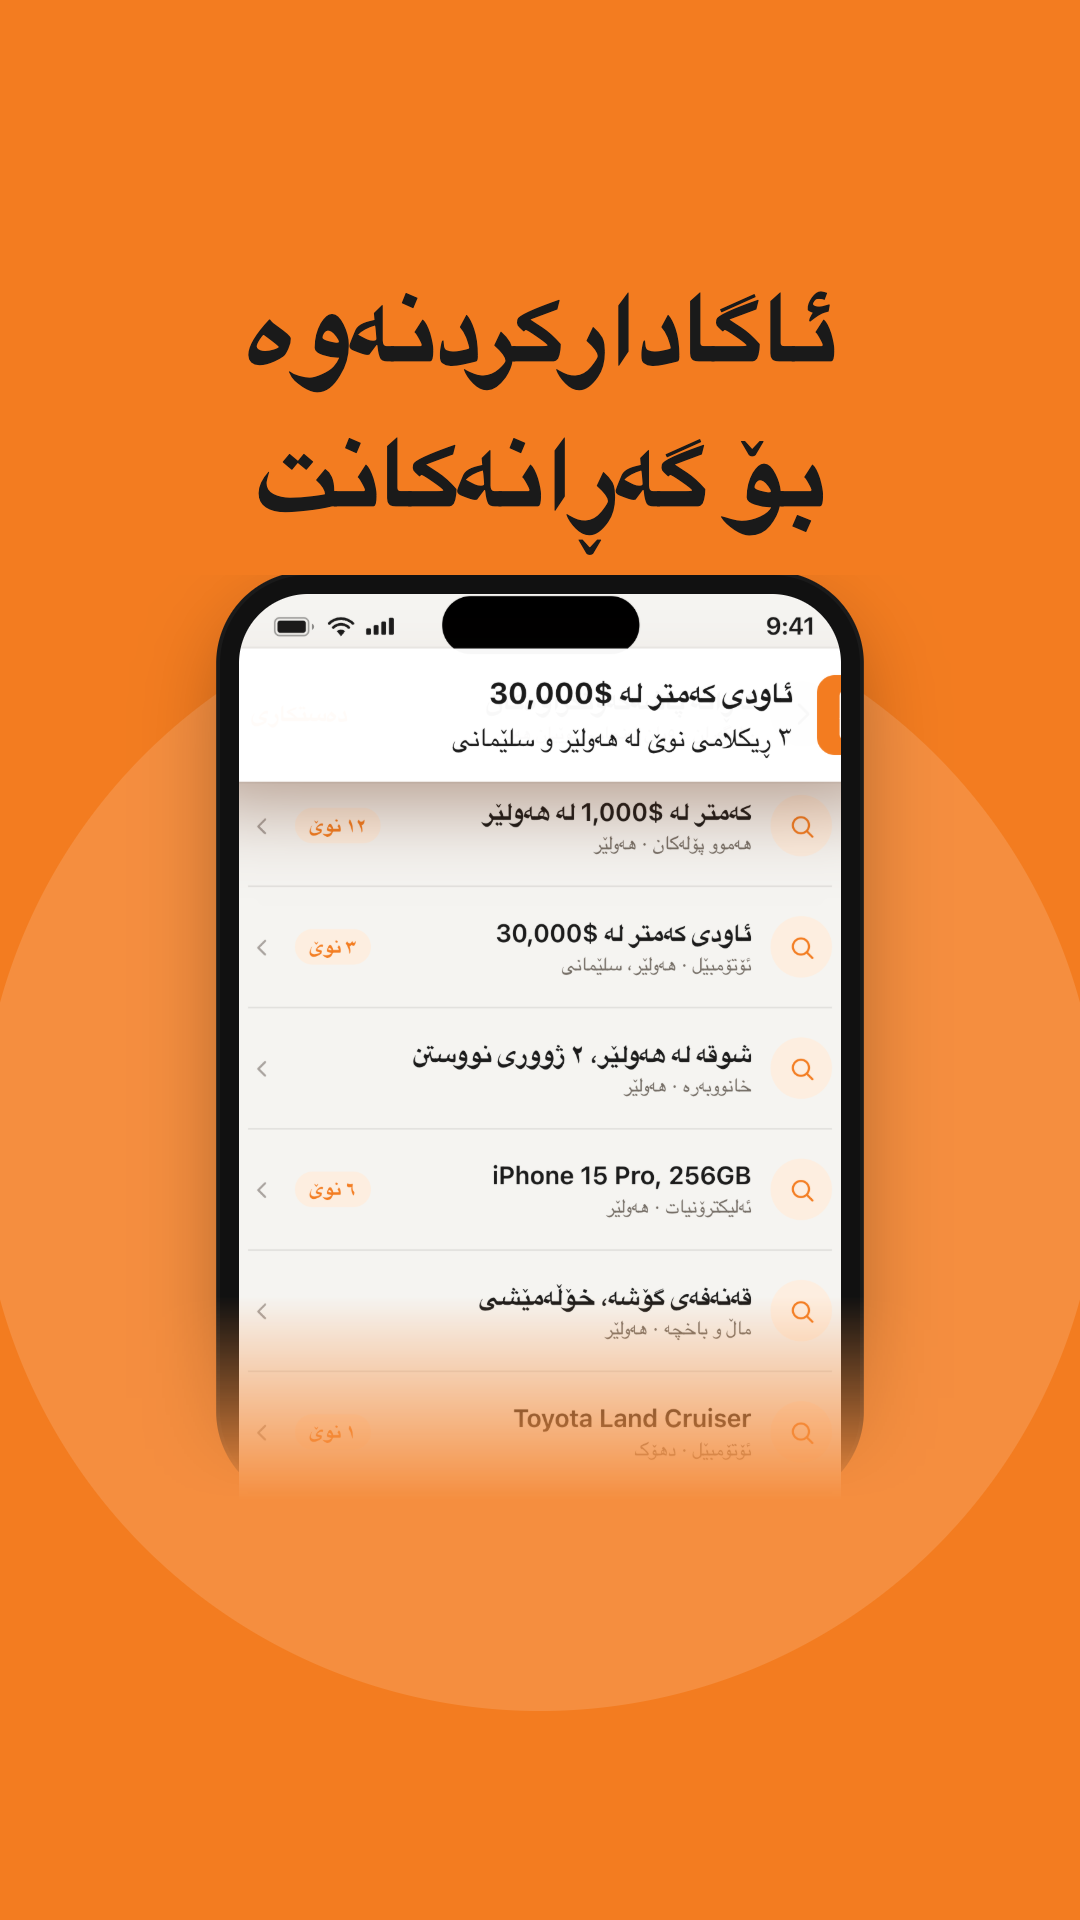 ئاگادارکردنەوە
بۆ گەڕانەکانت
9:41
ئاودی کەمتر لە $30,000
٣ ڕیکلامی نوێ لە هەولێر و سلێمانی
کەمتر لە $1,000 لە هەولێر
١٢ نوێ
هەموو پۆلەکان · هەولێر
ئاودی کەمتر لە $30,000
٣ نوێ
ئۆتۆمبێل · هەولێر، سلێمانی
شوقە لە هەولێر، ٢ ژووری نووستن
خانووبەرە · هەولێر
iPhone 15 Pro, 256GB
٦ نوێ
ئەلیکترۆنیات · هەولێر
قەنەفەی گۆشە، خۆڵەمێشی
ماڵ و باخچە · هەولێر
Toyota Land Cruiser
١ نوێ
ئۆتۆمبێل · دهۆک